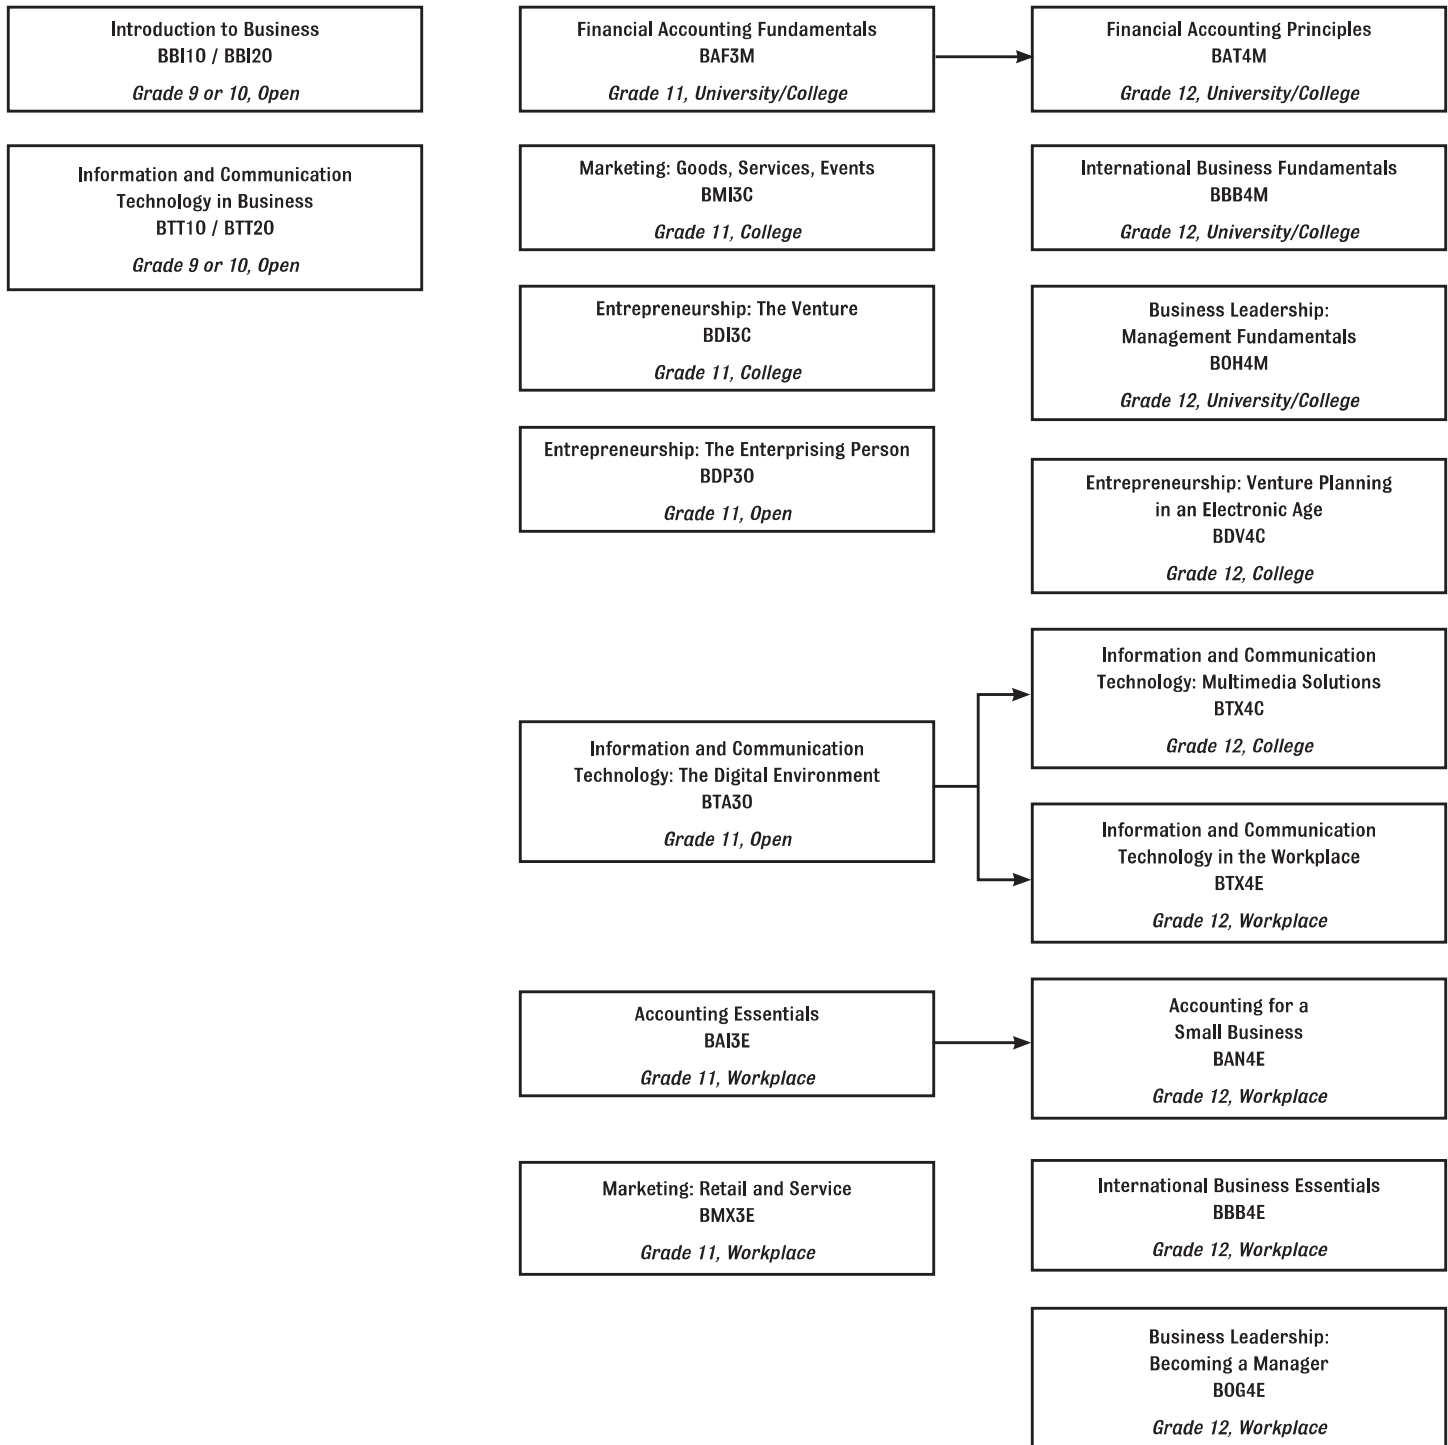 Introduction to Business
BBI1O / BBI2O
Grade 9 or 10, Open
Information and Communication
Technology in Business
BTT1O / BTT2O
Grade 9 or 10, Open
Financial Accounting Fundamentals
BAF3M
Grade 11, University/College
Marketing: Goods, Services, Events
BMI3C
Grade 11, College
Entrepreneurship: The Venture
BDI3C
Grade 11, College
Entrepreneurship: The Enterprising Person
BDP3O
Grade 11, Open
Information and Communication
Technology: The Digital Environment
BTA3O
Grade 11, Open
Accounting Essentials
BAI3E
Grade 11, Workplace
Marketing: Retail and Service
BMX3E
Grade 11, Workplace
Financial Accounting Principles
BAT4M
Grade 12, University/College
International Business Fundamentals
BBB4M
Grade 12, University/College
Business Leadership:
Management Fundamentals
BOH4M
Grade 12, University/College
Entrepreneurship: Venture Planning
in an Electronic Age
BDV4C
Grade 12, College
Information and Communication
Technology: Multimedia Solutions
BTX4C
Grade 12, College
Information and Communication
Technology in the Workplace
BTX4E
Grade 12, Workplace
Accounting for a
Small Business
BAN4E
Grade 12, Workplace
International Business Essentials
BBB4E
Grade 12, Workplace
Business Leadership:
Becoming a Manager
BOG4E
Grade 12, Workplace